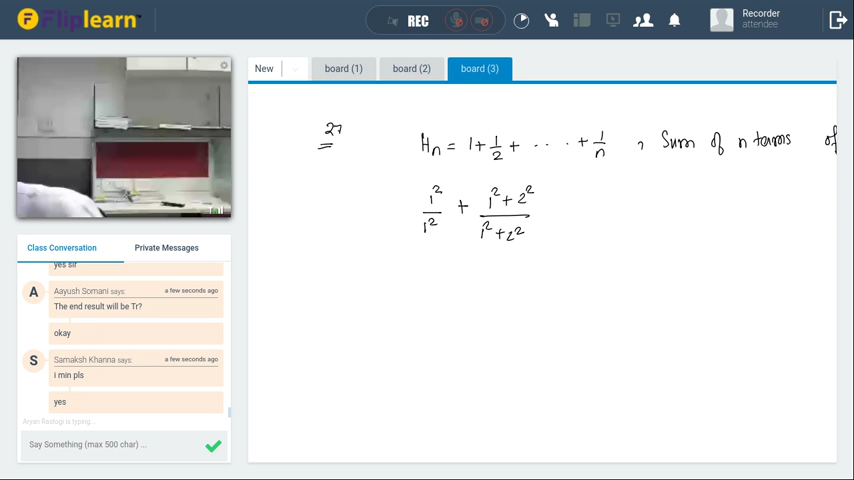 Fliplearn
REC
Recorder
attendee
New
board (1)
board (2)
board (3)
27
Hn = 1 + 1/2 + . . . . + 1/n , Sum of n terms of
1²/1² + (1² + 2²)/(1² + 2²)
Class Conversation
Private Messages
yes sir
A
Aayush Somani says:
a few seconds ago
The end result will be Tr?
okay
S
Samaksh Khanna says:
a few seconds ago
i min pls
yes
Aryan Rastogi is typing...
Say Something (max 500 char) ...